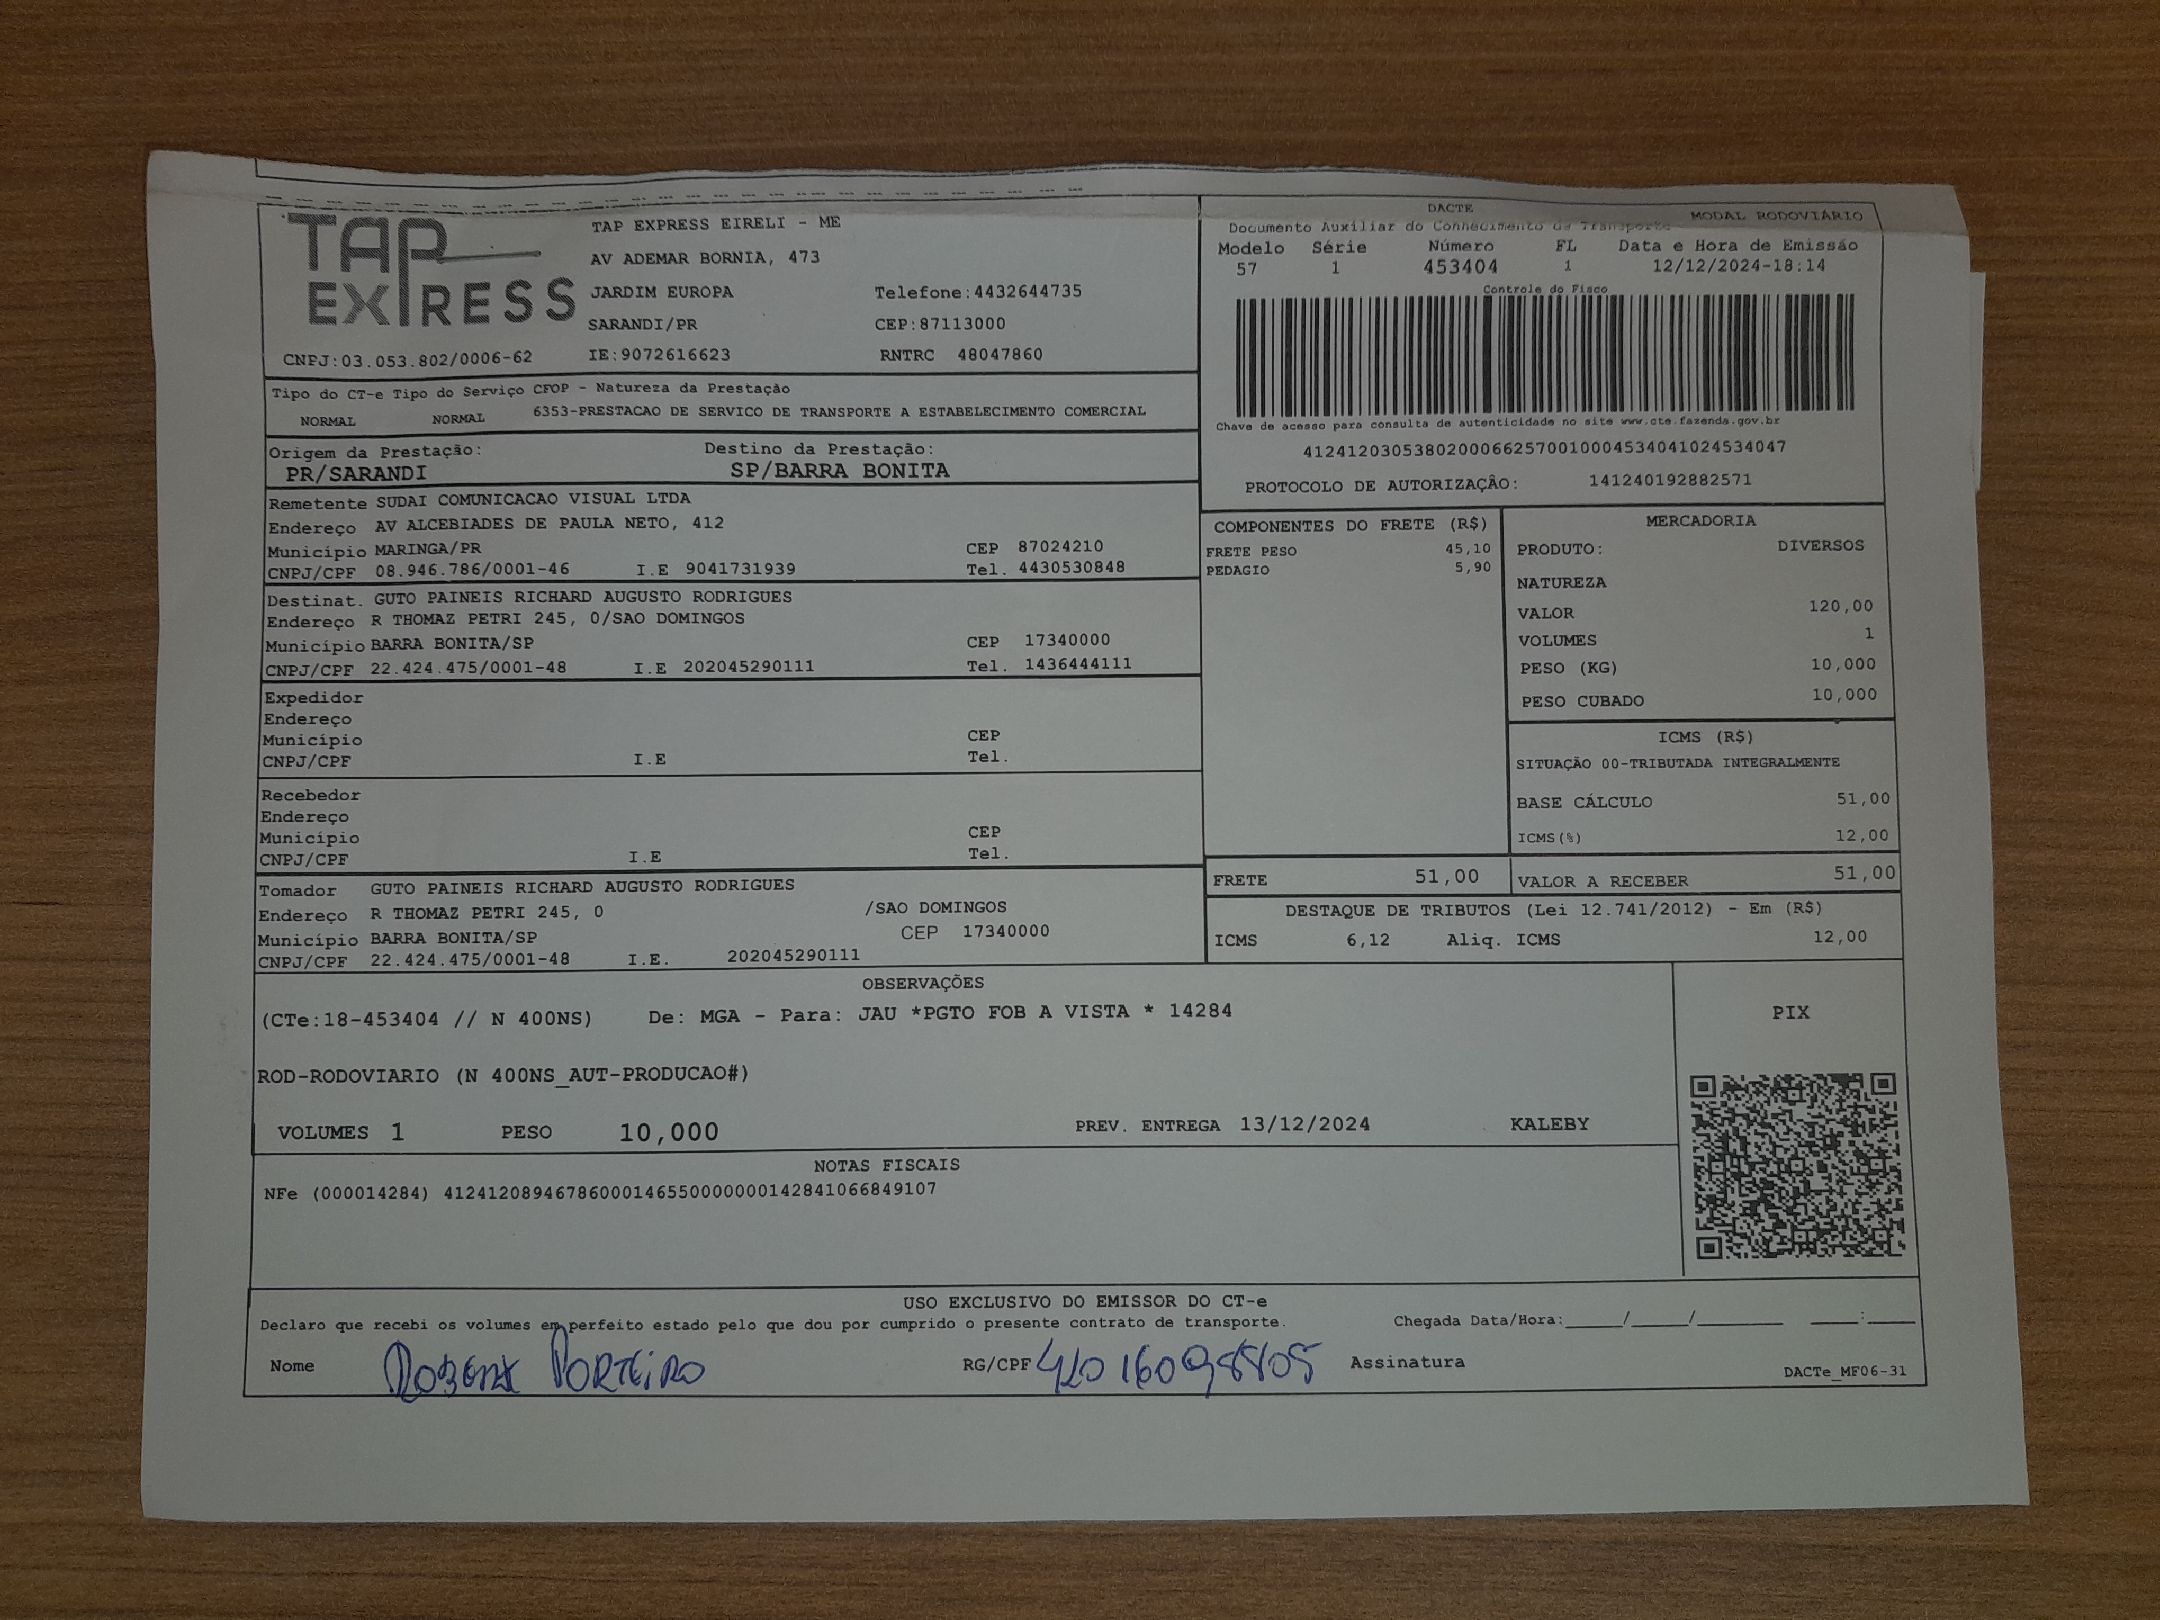 TAP EXPRESS
TAP EXPRESS EIRELI - ME
AV ADEMAR BORNIA, 473
JARDIM EUROPA Telefone:4432644735
SARANDI/PR CEP:87113000
CNPJ:03.053.802/0006-62 IE:9072616623 RNTRC 48047860
DACTE MODAL RODOVIÁRIO
Documento Auxiliar do Conhecimento de Transporte
Modelo Série Número FL Data e Hora de Emissão
57 1 453404 1 12/12/2024-18:14
Controle do Fisco
Chave de acesso para consulta de autenticidade no site www.cte.fazenda.gov.br
41241203053802000662570010004534041024534047
PROTOCOLO DE AUTORIZAÇÃO: 141240192882571
Tipo do CT-e Tipo do Serviço CFOP - Natureza da Prestação
NORMAL NORMAL 6353-PRESTACAO DE SERVICO DE TRANSPORTE A ESTABELECIMENTO COMERCIAL
Origem da Prestação: Destino da Prestação:
PR/SARANDI SP/BARRA BONITA
Remetente SUDAI COMUNICACAO VISUAL LTDA
Endereço AV ALCEBIADES DE PAULA NETO, 412
Município MARINGA/PR CEP 87024210
CNPJ/CPF 08.946.786/0001-46 I.E 9041731939 Tel. 4430530848
Destinat. GUTO PAINEIS RICHARD AUGUSTO RODRIGUES
Endereço R THOMAZ PETRI 245, 0/SAO DOMINGOS
Município BARRA BONITA/SP CEP 17340000
CNPJ/CPF 22.424.475/0001-48 I.E 202045290111 Tel. 1436444111
Expedidor
Endereço
Município CEP
CNPJ/CPF I.E Tel.
Recebedor
Endereço
Município CEP
CNPJ/CPF I.E Tel.
Tomador GUTO PAINEIS RICHARD AUGUSTO RODRIGUES
Endereço R THOMAZ PETRI 245, 0 /SAO DOMINGOS
Município BARRA BONITA/SP CEP 17340000
CNPJ/CPF 22.424.475/0001-48 I.E. 202045290111
COMPONENTES DO FRETE (R$)
FRETE PESO 45,10
PEDAGIO 5,90
MERCADORIA
PRODUTO: DIVERSOS
NATUREZA
VALOR 120,00
VOLUMES 1
PESO (KG) 10,000
PESO CUBADO 10,000
ICMS (R$)
SITUAÇÃO 00-TRIBUTADA INTEGRALMENTE
BASE CÁLCULO 51,00
ICMS(%) 12,00
FRETE 51,00 VALOR A RECEBER 51,00
DESTAQUE DE TRIBUTOS (Lei 12.741/2012) - Em (R$)
ICMS 6,12 Aliq. ICMS 12,00
OBSERVAÇÕES
(CTe:18-453404 // N 400NS) De: MGA - Para: JAU *PGTO FOB A VISTA * 14284
ROD-RODOVIARIO (N 400NS_AUT-PRODUCAO#)
VOLUMES 1 PESO 10,000 PREV. ENTREGA 13/12/2024 KALEBY
PIX
NOTAS FISCAIS
NFe (000014284) 41241208946786000146550000000142841066849107
USO EXCLUSIVO DO EMISSOR DO CT-e
Declaro que recebi os volumes em perfeito estado pelo que dou por cumprido o presente contrato de transporte. Chegada Data/Hora:_____/_____/_______ ____:____
Nome PORTEIRO RG/CPF Assinatura DACTe_MF06-31